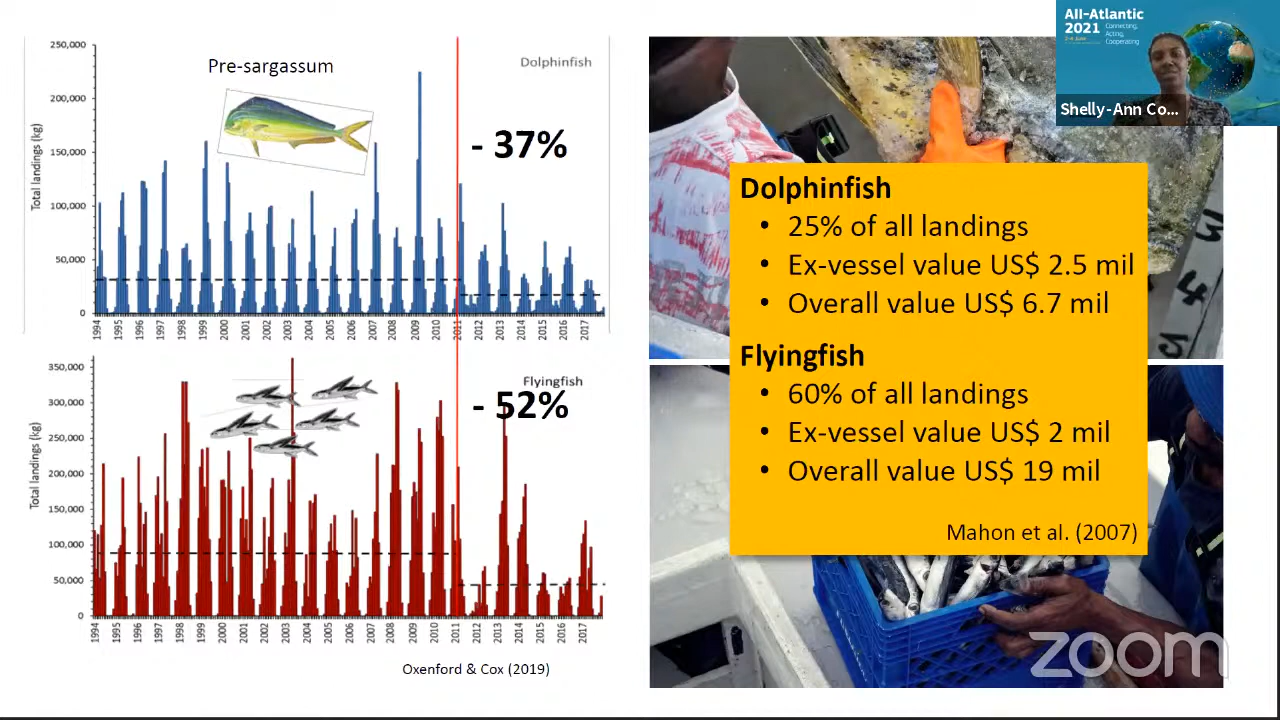 250,000
200,000
150,000
100,000
50,000
0
Total landings (kg)
Pre-sargassum
Dolphinfish
- 37%
1994 1995 1996 1997 1998 1999 2000 2001 2002 2003 2004 2005 2006 2007 2008 2009 2010 2011 2012 2013 2014 2015 2016 2017
350,000
300,000
250,000
200,000
150,000
100,000
50,000
0
Total landings (kg)
Flyingfish
- 52%
1994 1995 1996 1997 1998 1999 2000 2001 2002 2003 2004 2005 2006 2007 2008 2009 2010 2011 2012 2013 2014 2015 2016 2017
Oxenford & Cox (2019)
All-Atlantic
2021
Connecting,
Acting,
Cooperating
2-4 June
Shelly-Ann Co...
Dolphinfish
• 25% of all landings
• Ex-vessel value US$ 2.5 mil
• Overall value US$ 6.7 mil
Flyingfish
• 60% of all landings
• Ex-vessel value US$ 2 mil
• Overall value US$ 19 mil
Mahon et al. (2007)
3
4
5
zoom